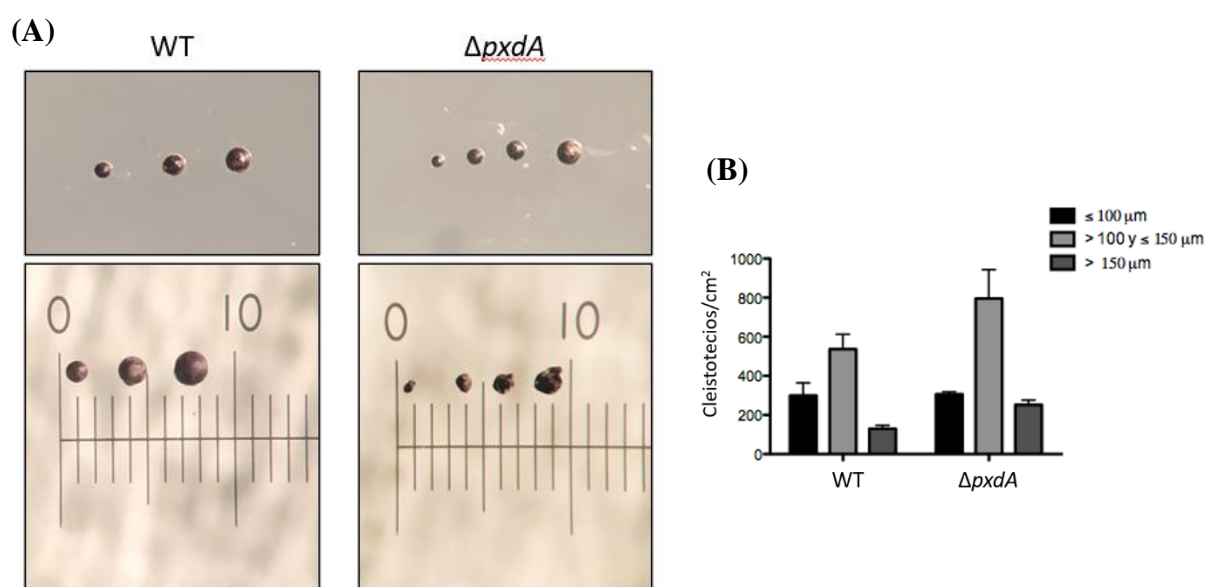 (A)
WT
ΔpxdA
0 10
0 10
(B)
≤ 100 µm
> 100 y ≤ 150 µm
> 150 µm
Cleistotecios/cm²
1000
800
600
400
200
0
WT
ΔpxdA